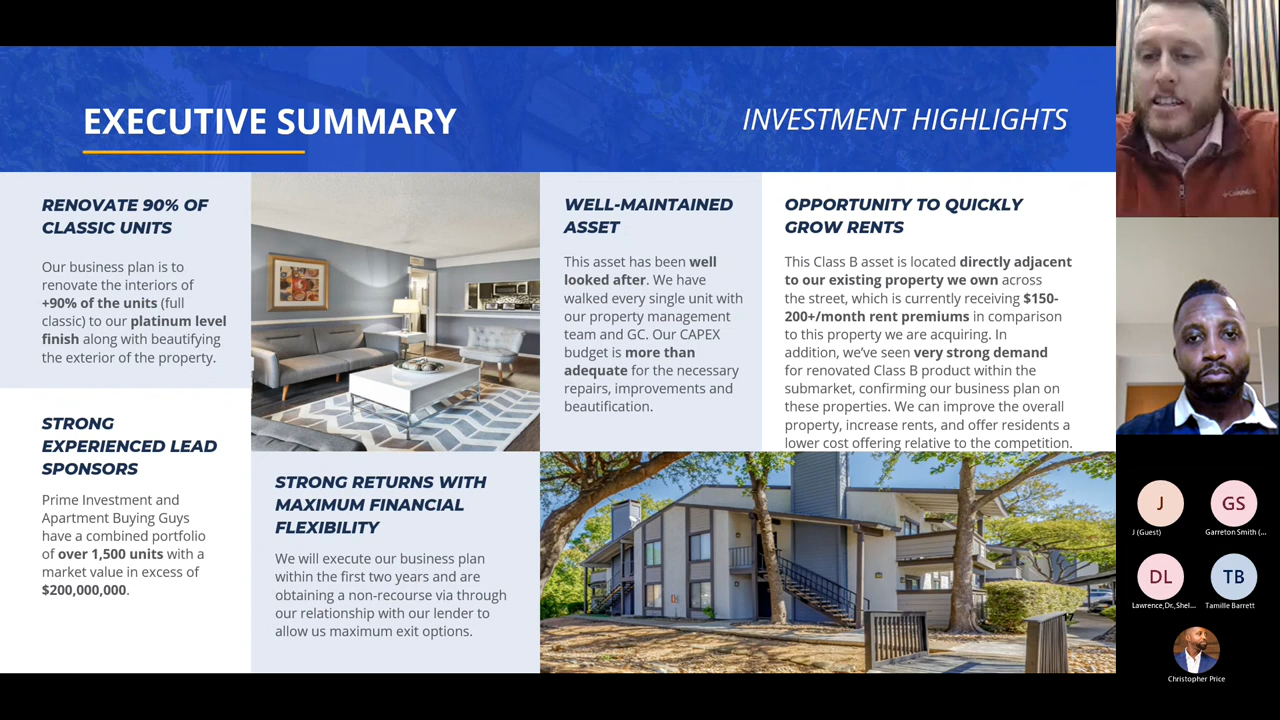 EXECUTIVE SUMMARY
INVESTMENT HIGHLIGHTS
RENOVATE 90% OF
CLASSIC UNITS
Our business plan is to
renovate the interiors of
+90% of the units (full
classic) to our platinum level
finish along with beautifying
the exterior of the property.
STRONG
EXPERIENCED LEAD
SPONSORS
Prime Investment and
Apartment Buying Guys
have a combined portfolio
of over 1,500 units with a
market value in excess of
$200,000,000.
STRONG RETURNS WITH
MAXIMUM FINANCIAL
FLEXIBILITY
We will execute our business plan
within the first two years and are
obtaining a non-recourse via through
our relationship with our lender to
allow us maximum exit options.
WELL-MAINTAINED
ASSET
This asset has been well
looked after. We have
walked every single unit with
our property management
team and GC. Our CAPEX
budget is more than
adequate for the necessary
repairs, improvements and
beautification.
OPPORTUNITY TO QUICKLY
GROW RENTS
This Class B asset is located directly adjacent
to our existing property we own across
the street, which is currently receiving $150-
200+/month rent premiums in comparison
to this property we are acquiring. In
addition, we've seen very strong demand
for renovated Class B product within the
submarket, confirming our business plan on
these properties. We can improve the overall
property, increase rents, and offer residents a
lower cost offering relative to the competition.
Columbia
J
GS
J (Guest)
Garreton Smith (...
DL
TB
Lawrence,Dr.,Shel...
Tamille Barrett
Christopher Price